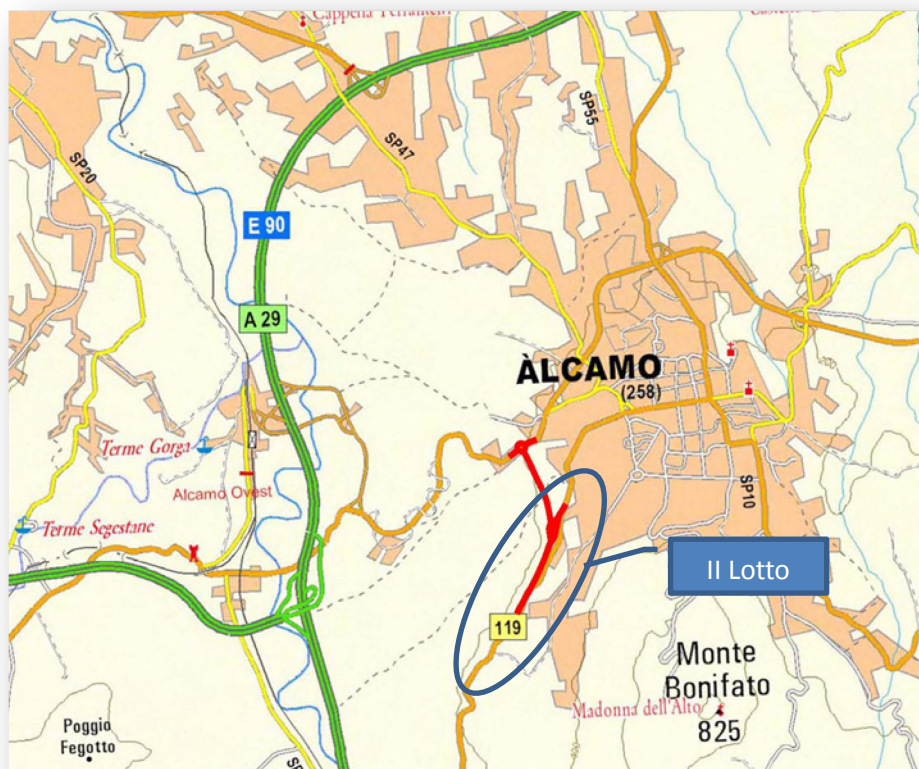 Cappella
SP55
SP20
SP47
E 90
A 29
ÀLCAMO
(258)
Terme Gorga
Alcamo Ovest
SP10
Terme Segestane
II Lotto
119
Monte
Bonifato
Madonna dell'Alto
825
Poggio
Fegotto